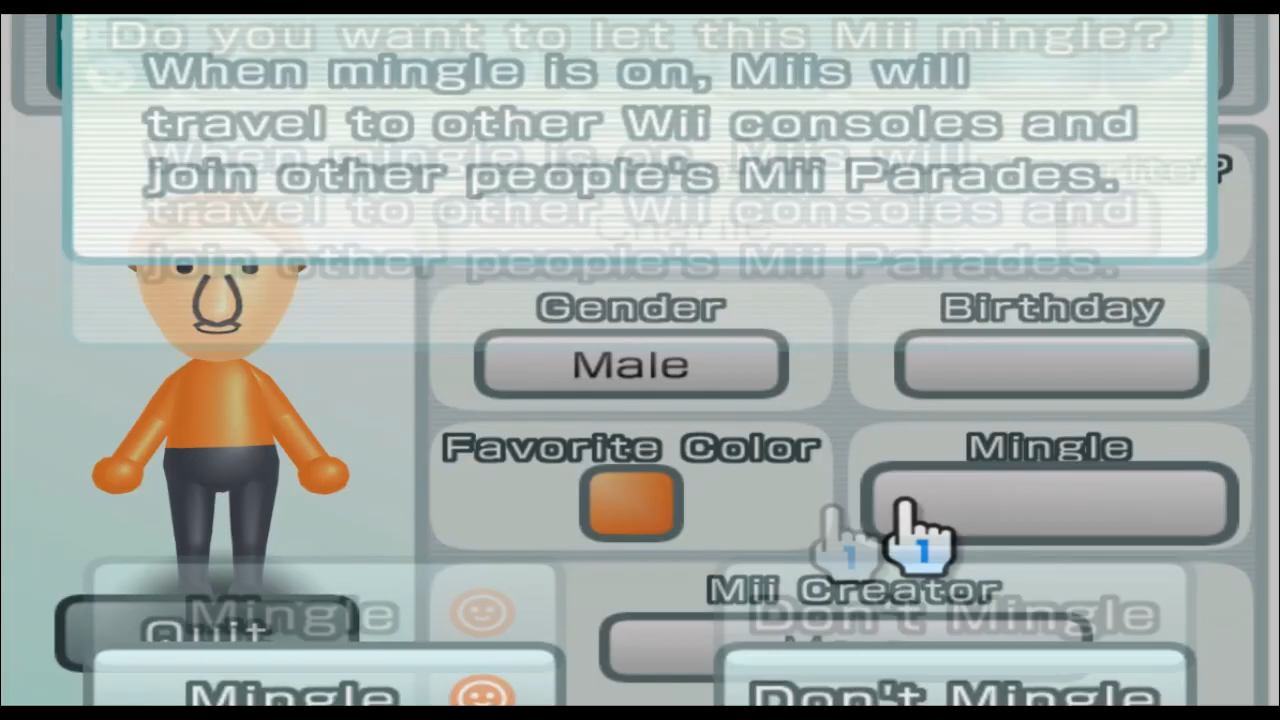 Do you want to let this Mii mingle?
When mingle is on, Miis will
travel to other Wii consoles and
join other people's Mii Parades.
When mingle is on, Miis will
travel to other Wii consoles and
join other people's Mii Parades.
Charlie
Gender
Birthday
Male
Favorite Color
Mingle
1
1
Mii Creator
Mingle
Don't Mingle
Quit
Mingle
Don't Mingle